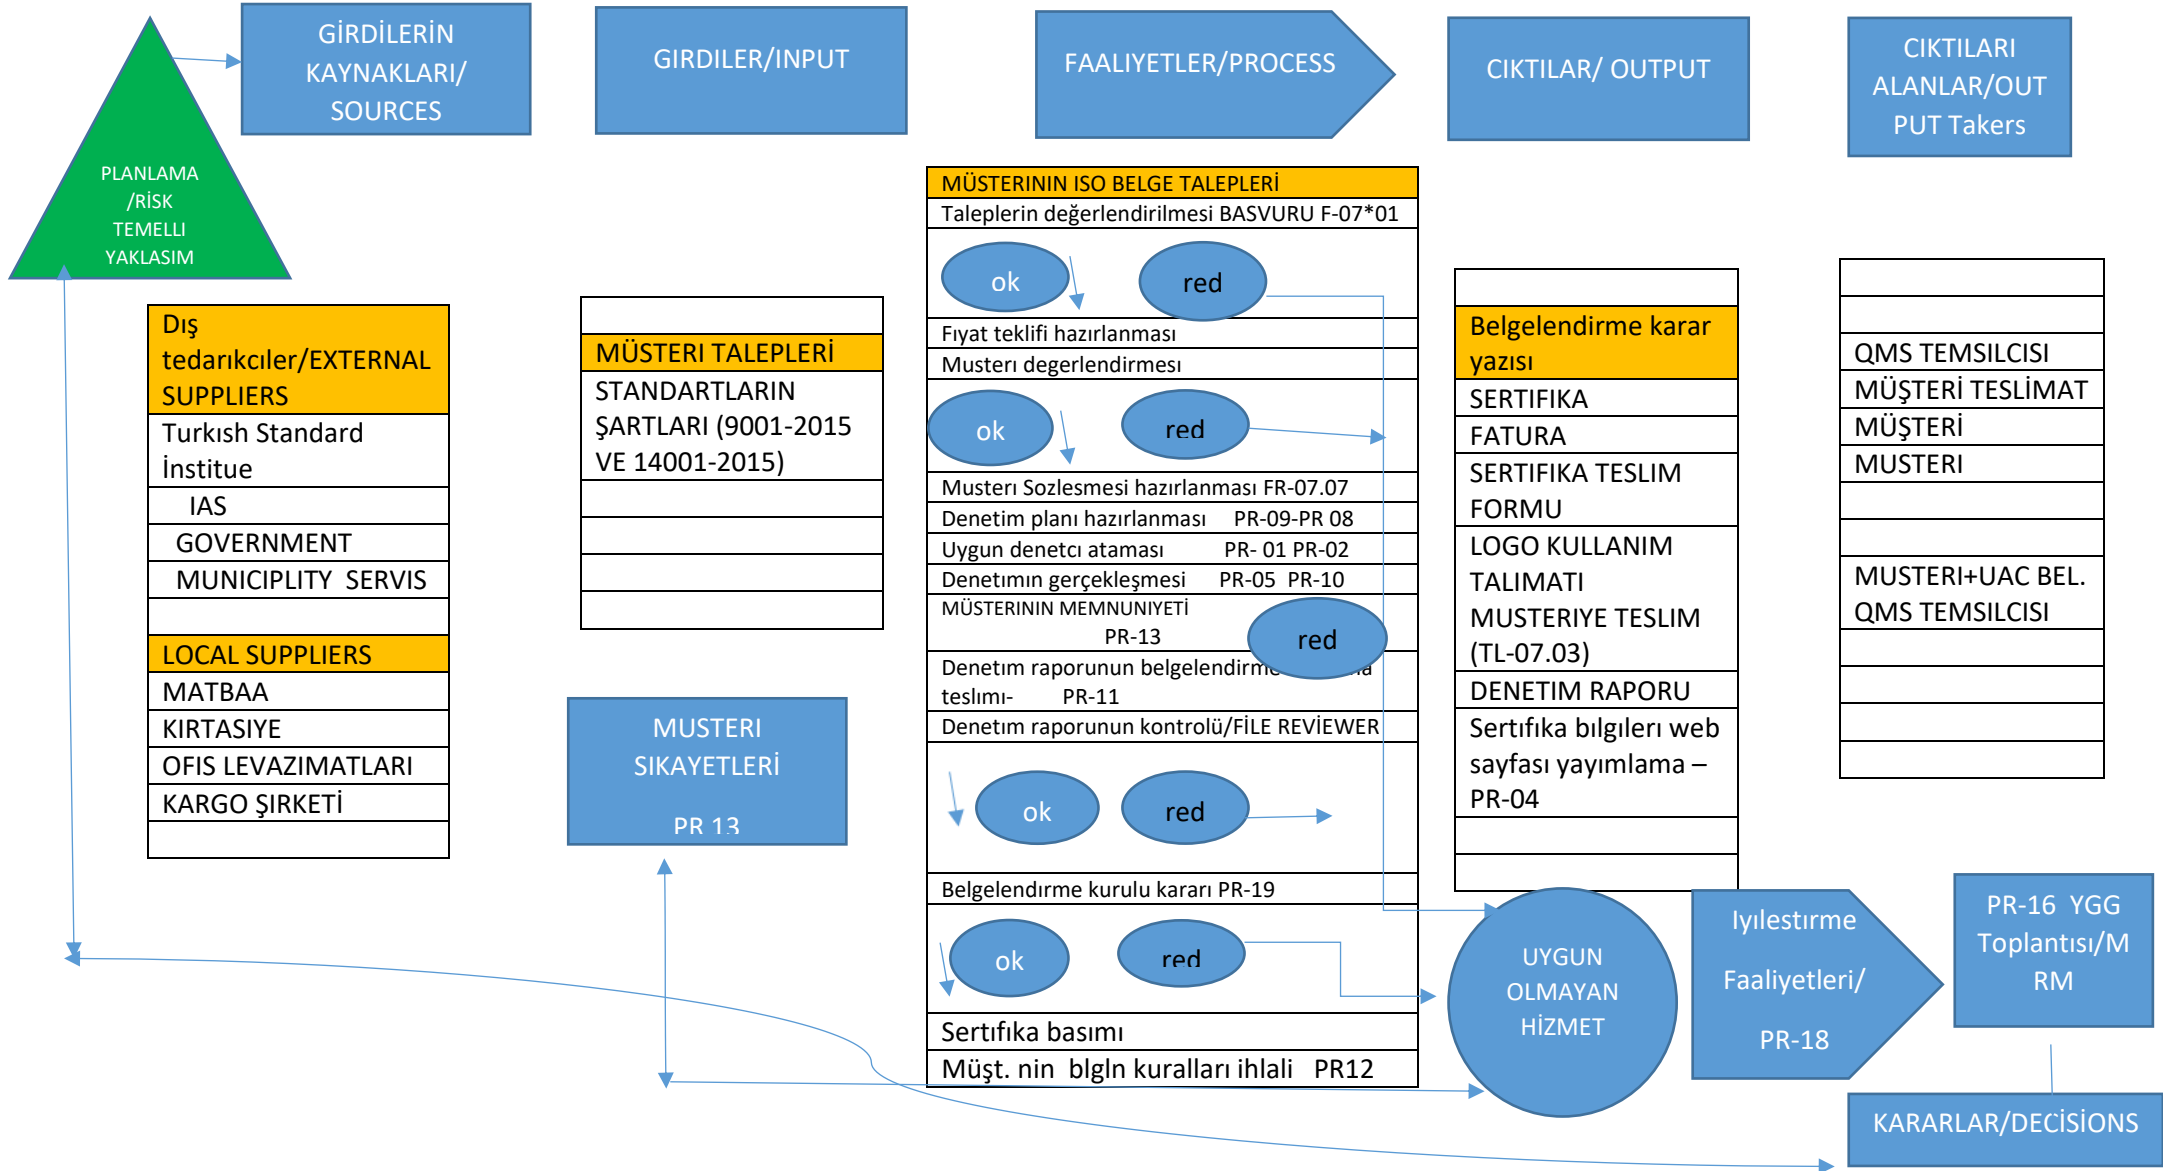 GİRDİLERİN
KAYNAKLARI/
SOURCES
GIRDILER/INPUT
FAALIYETLER/PROCESS
CIKTILAR/ OUTPUT
CIKTILARI
ALANLAR/OUT
PUT Takers
PLANLAMA
/RİSK
TEMELLI
YAKLASIM
Dış
tedarıkcıler/EXTERNAL
SUPPLIERS
Turkısh Standard
İnstitue
IAS
GOVERNMENT
MUNICIPLITY SERVIS
LOCAL SUPPLIERS
MATBAA
KIRTASIYE
OFIS LEVAZIMATLARI
KARGO ŞIRKETİ
MÜSTERI TALEPLERİ
STANDARTLARIN
ŞARTLARI (9001-2015
VE 14001-2015)
MUSTERI
SIKAYETLERİ
PR 13
MÜSTERININ ISO BELGE TALEPLERİ
Taleplerin değerlendirilmesi BASVURU F-07*01
ok
red
Fıyat teklifi hazırlanması
Musterı degerlendirmesı
ok
red
Musterı Sozlesmesi hazırlanması FR-07.07
Denetim planı hazırlanması PR-09-PR 08
Uygun denetcı ataması PR- 01 PR-02
Denetımın gerçekleşmesi PR-05 PR-10
MÜSTERININ MEMNUNIYETİ
PR-13
red
Denetım raporunun belgelendirme
teslımı- PR-11
Denetım raporunun kontrolü/FİLE REVİEWER
ok
red
Belgelendırme kurulu kararı PR-19
ok
red
Sertıfıka basımı
Müşt. nin blgln kuralları ihlali PR12
Belgelendirme karar
yazısı
SERTIFIKA
FATURA
SERTIFIKA TESLIM
FORMU
LOGO KULLANIM
TALIMATI
MUSTERIYE TESLIM
(TL-07.03)
DENETIM RAPORU
Sertıfıka bılgılerı web
sayfası yayımlama –
PR-04
QMS TEMSILCISI
MÜŞTERİ TESLİMAT
MÜŞTERİ
MUSTERI
MUSTERI+UAC BEL.
QMS TEMSILCISI
UYGUN
OLMAYAN
HİZMET
Iyılestırme
Faaliyetleri/
PR-18
PR-16 YGG
Toplantısı/M
RM
KARARLAR/DECİSİONS